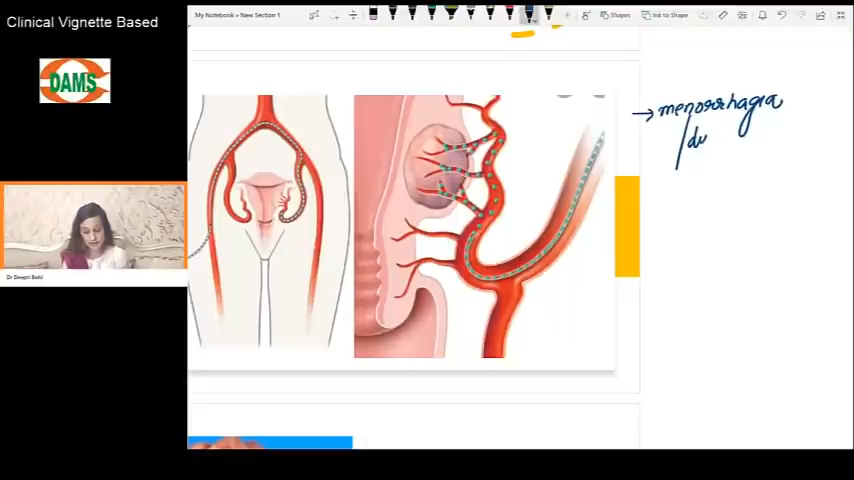 Clinical Vignette Based
DAMS
Dr Deepti Bahl
My Notebook » New Section 1
Shapes
Ink to Shape
→ menorrhagia
/du